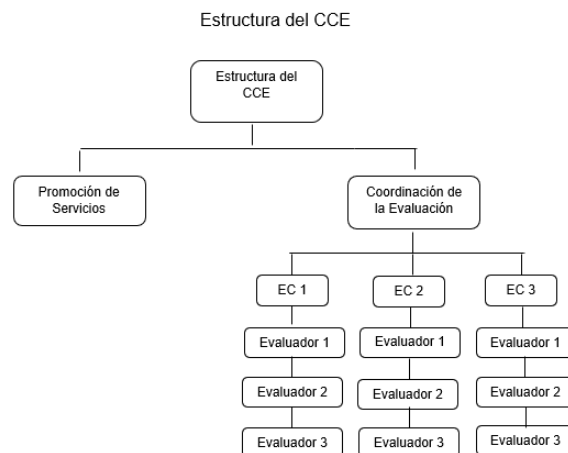 Estructura del CCE
Estructura del
CCE
Promoción de
Servicios
Coordinación de
la Evaluación
EC 1
EC 2
EC 3
Evaluador 1
Evaluador 1
Evaluador 1
Evaluador 2
Evaluador 2
Evaluador 2
Evaluador 3
Evaluador 3
Evaluador 3